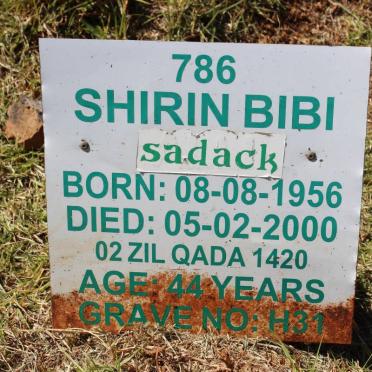 786
SHIRIN BIBI
sadack
BORN: 08-08-1956
DIED: 05-02-2000
02 ZIL QADA 1420
AGE: 44 YEARS
GRAVE NO: H31